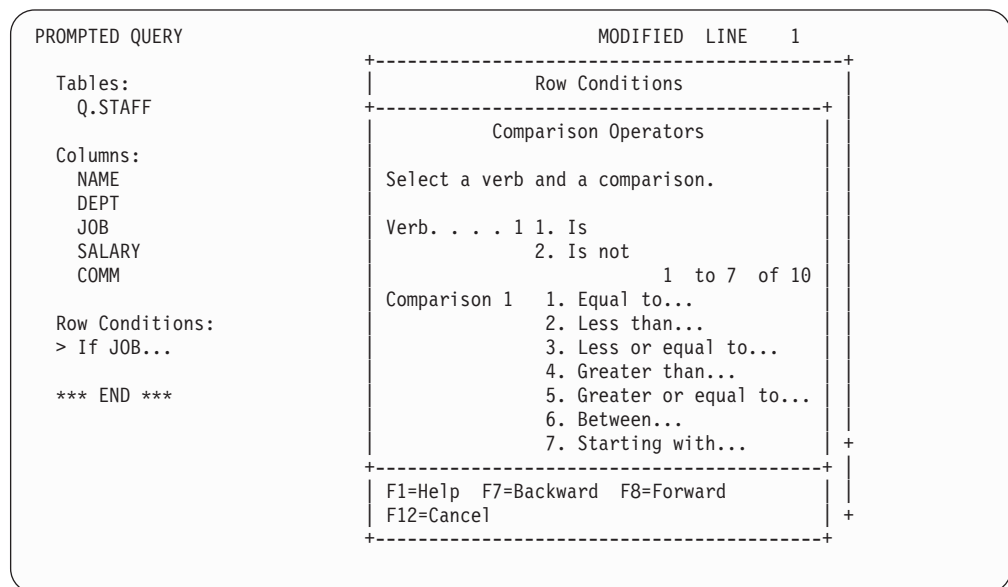 PROMPTED QUERY MODIFIED LINE 1
+--------------------------------------------+
Tables: | Row Conditions |
Q.STAFF +------------------------------------------+
| Comparison Operators | |
Columns: | | |
NAME | Select a verb and a comparison. | |
DEPT | | |
JOB | Verb. . . . 1 1. Is | |
SALARY | 2. Is not | |
COMM | 1 to 7 of 10 | |
| Comparison 1 1. Equal to... | |
Row Conditions: | 2. Less than... | |
> If JOB... | 3. Less or equal to... | |
| 4. Greater than... | |
*** END *** | 5. Greater or equal to... | |
| 6. Between... | |
| 7. Starting with... | +
+------------------------------------------+ |
| F1=Help F7=Backward F8=Forward | |
| F12=Cancel | +
+------------------------------------------+